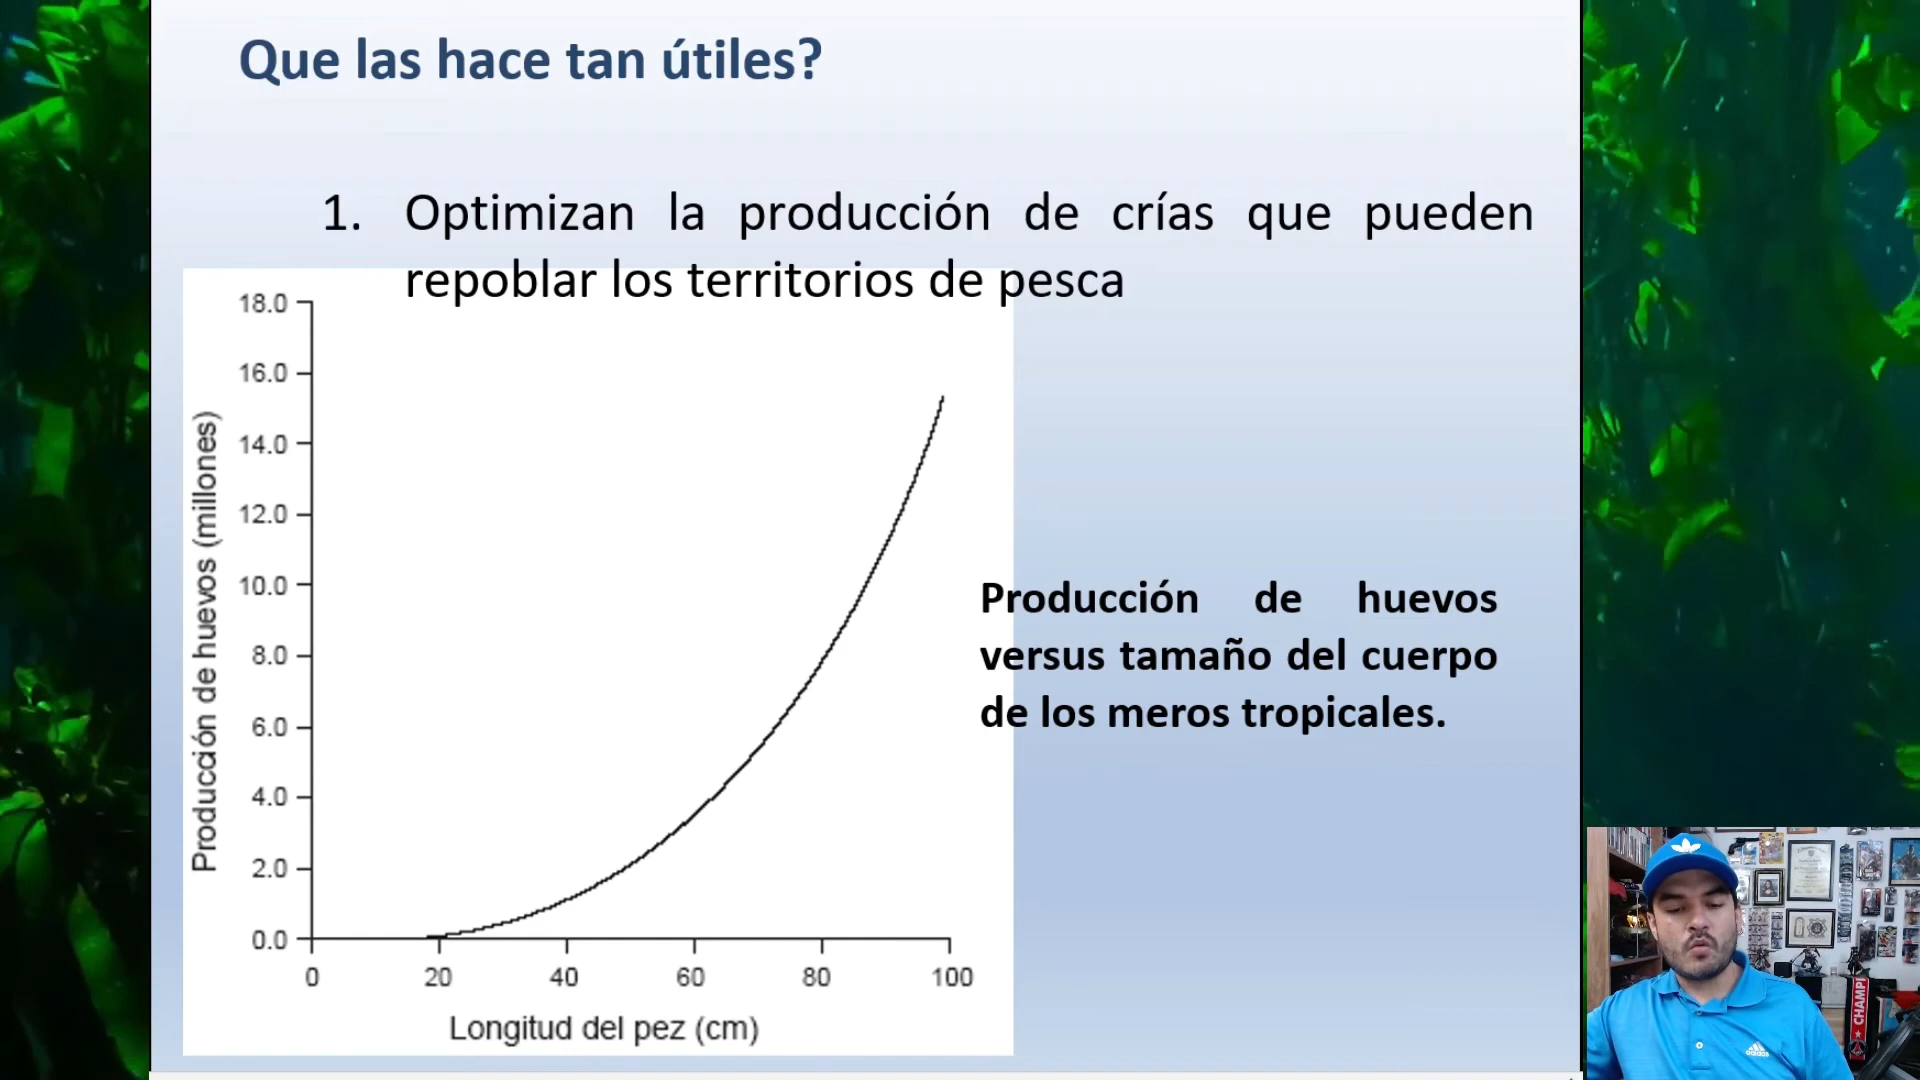 Que las hace tan útiles?
1. Optimizan la producción de crías que pueden
repoblar los territorios de pesca
18.0
16.0
14.0
12.0
10.0
8.0
6.0
4.0
2.0
0.0
Producción de huevos (millones)
0 20 40 60 80 100
Longitud del pez (cm)
Producción de huevos
versus tamaño del cuerpo
de los meros tropicales.
CHAMPI
adidas